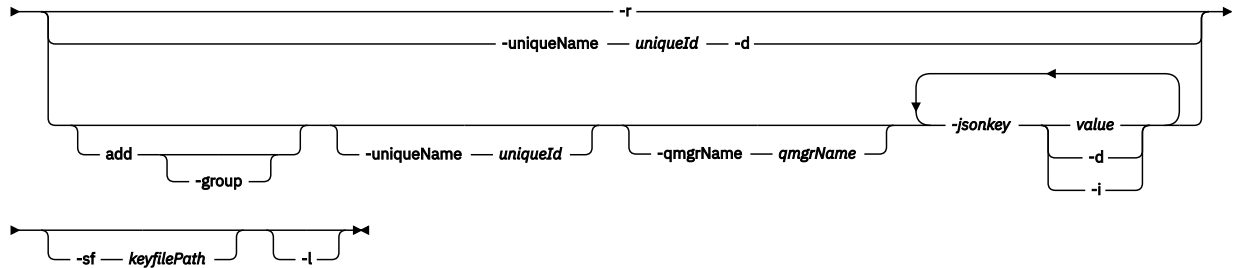 -r
-uniqueName uniqueId -d
add -uniqueName uniqueId -qmgrName qmgrName -jsonkey value
-group -d
-i
-sf keyfilePath -l